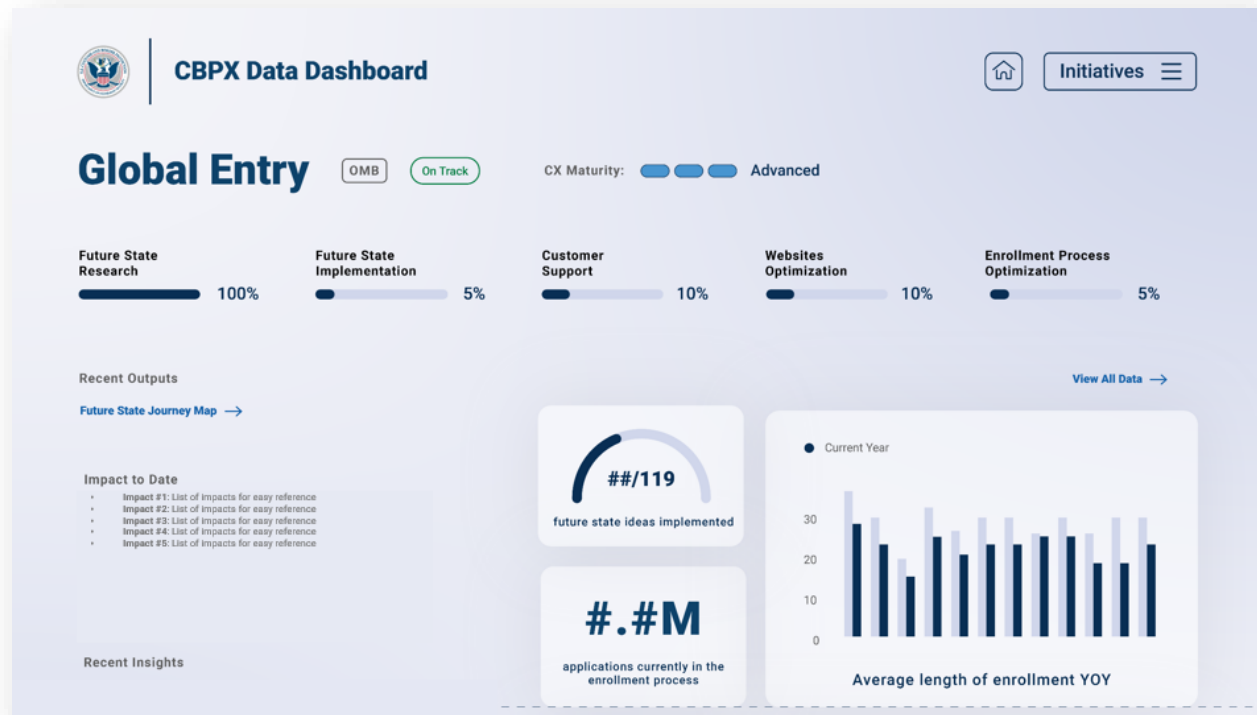 CBPX Data Dashboard
Initiatives
Global Entry
OMB
On Track
CX Maturity:
Advanced
Future State
Research
100%
Future State
Implementation
5%
Customer
Support
10%
Websites
Optimization
10%
Enrollment Process
Optimization
5%
Recent Outputs
View All Data
Future State Journey Map
Impact to Date
• Impact #1: List of impacts for easy reference
• Impact #2: List of impacts for easy reference
• Impact #3: List of impacts for easy reference
• Impact #4: List of impacts for easy reference
• Impact #5: List of impacts for easy reference
Recent Insights
##/119
future state ideas implemented
#.#M
applications currently in the
enrollment process
Current Year
30
20
10
0
Average length of enrollment YOY